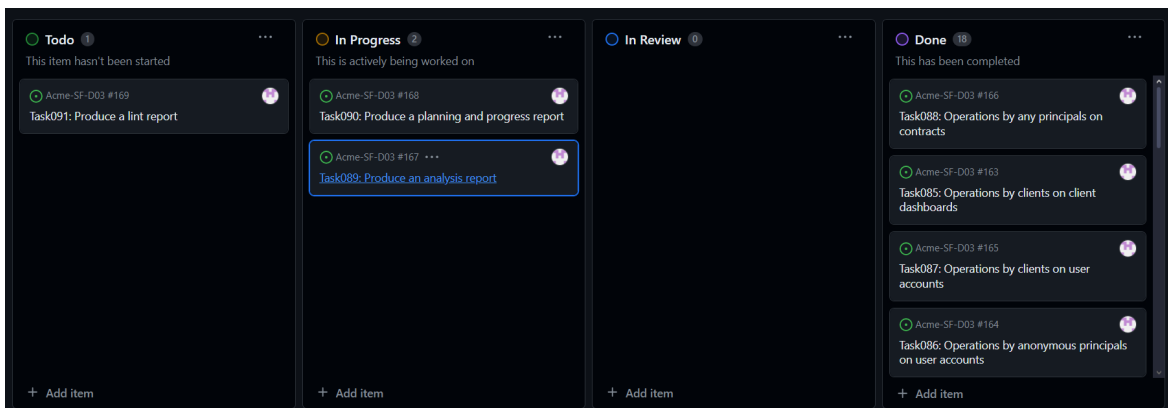 Todo 1
This item hasn't been started
Acme-SF-D03 #169
Task091: Produce a lint report
+ Add item
In Progress 2
This is actively being worked on
Acme-SF-D03 #168
Task090: Produce a planning and progress report
Acme-SF-D03 #167
Task089: Produce an analysis report
+ Add item
In Review 0
+ Add item
Done 18
This has been completed
Acme-SF-D03 #166
Task088: Operations by any principals on
contracts
Acme-SF-D03 #163
Task085: Operations by clients on client
dashboards
Acme-SF-D03 #165
Task087: Operations by clients on user
accounts
Acme-SF-D03 #164
Task086: Operations by anonymous principals
on user accounts
+ Add item